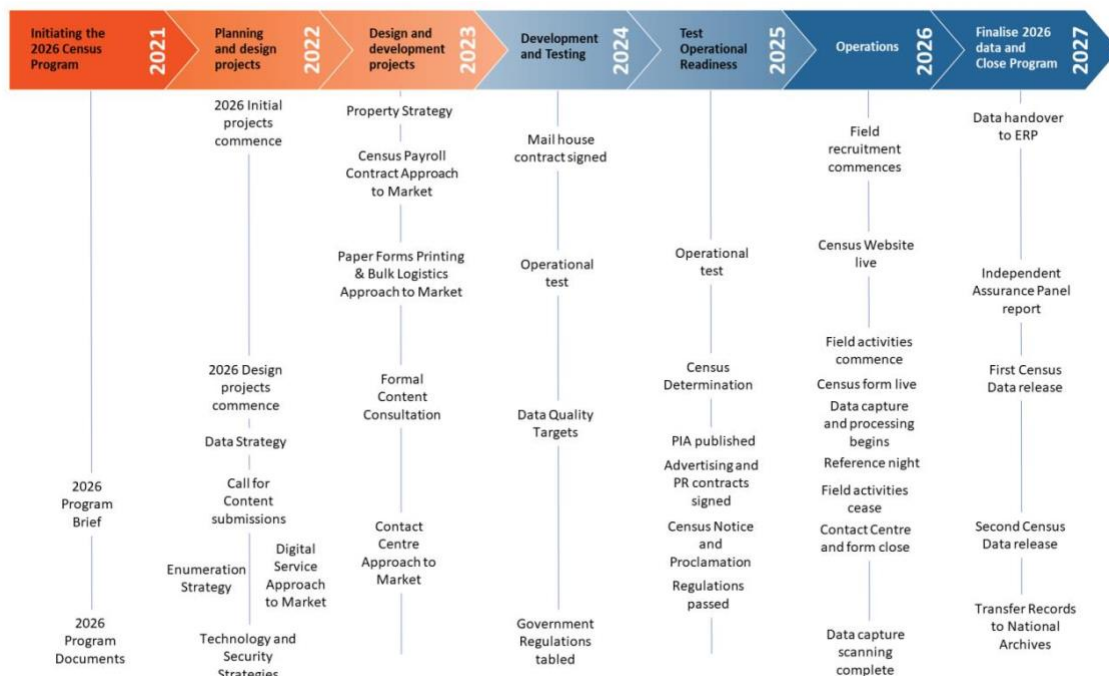 Initiating the
2026 Census
Program
2021
Planning
and design
projects
2022
Design and
development
projects
2023
Development
and Testing
2024
Test
Operational
Readiness
2025
Operations
2026
Finalise 2026
data and
Close Program
2027
2026
Program
Brief
2026
Program
Documents
2026 Initial
projects
commence
2026 Design
projects
commence
Data Strategy
Call for
Content
submissions
Enumeration
Strategy
Digital
Service
Approach
to Market
Technology and
Security
Strategies
Property Strategy
Census Payroll
Contract Approach
to Market
Paper Forms Printing
& Bulk Logistics
Approach to Market
Formal
Content
Consultation
Contact
Centre
Approach to
Market
Mail house
contract signed
Operational
test
Data Quality
Targets
Government
Regulations
tabled
Operational
test
Census
Determination
PIA published
Advertising and
PR contracts
signed
Census Notice
and
Proclamation
Regulations
passed
Field
recruitment
commences
Census Website
live
Field activities
commence
Census form live
Data capture
and processing
begins
Reference night
Field activities
cease
Contact Centre
and form close
Data capture
scanning
complete
Data handover
to ERP
Independent
Assurance Panel
report
First Census
Data release
Second Census
Data release
Transfer Records
to National
Archives